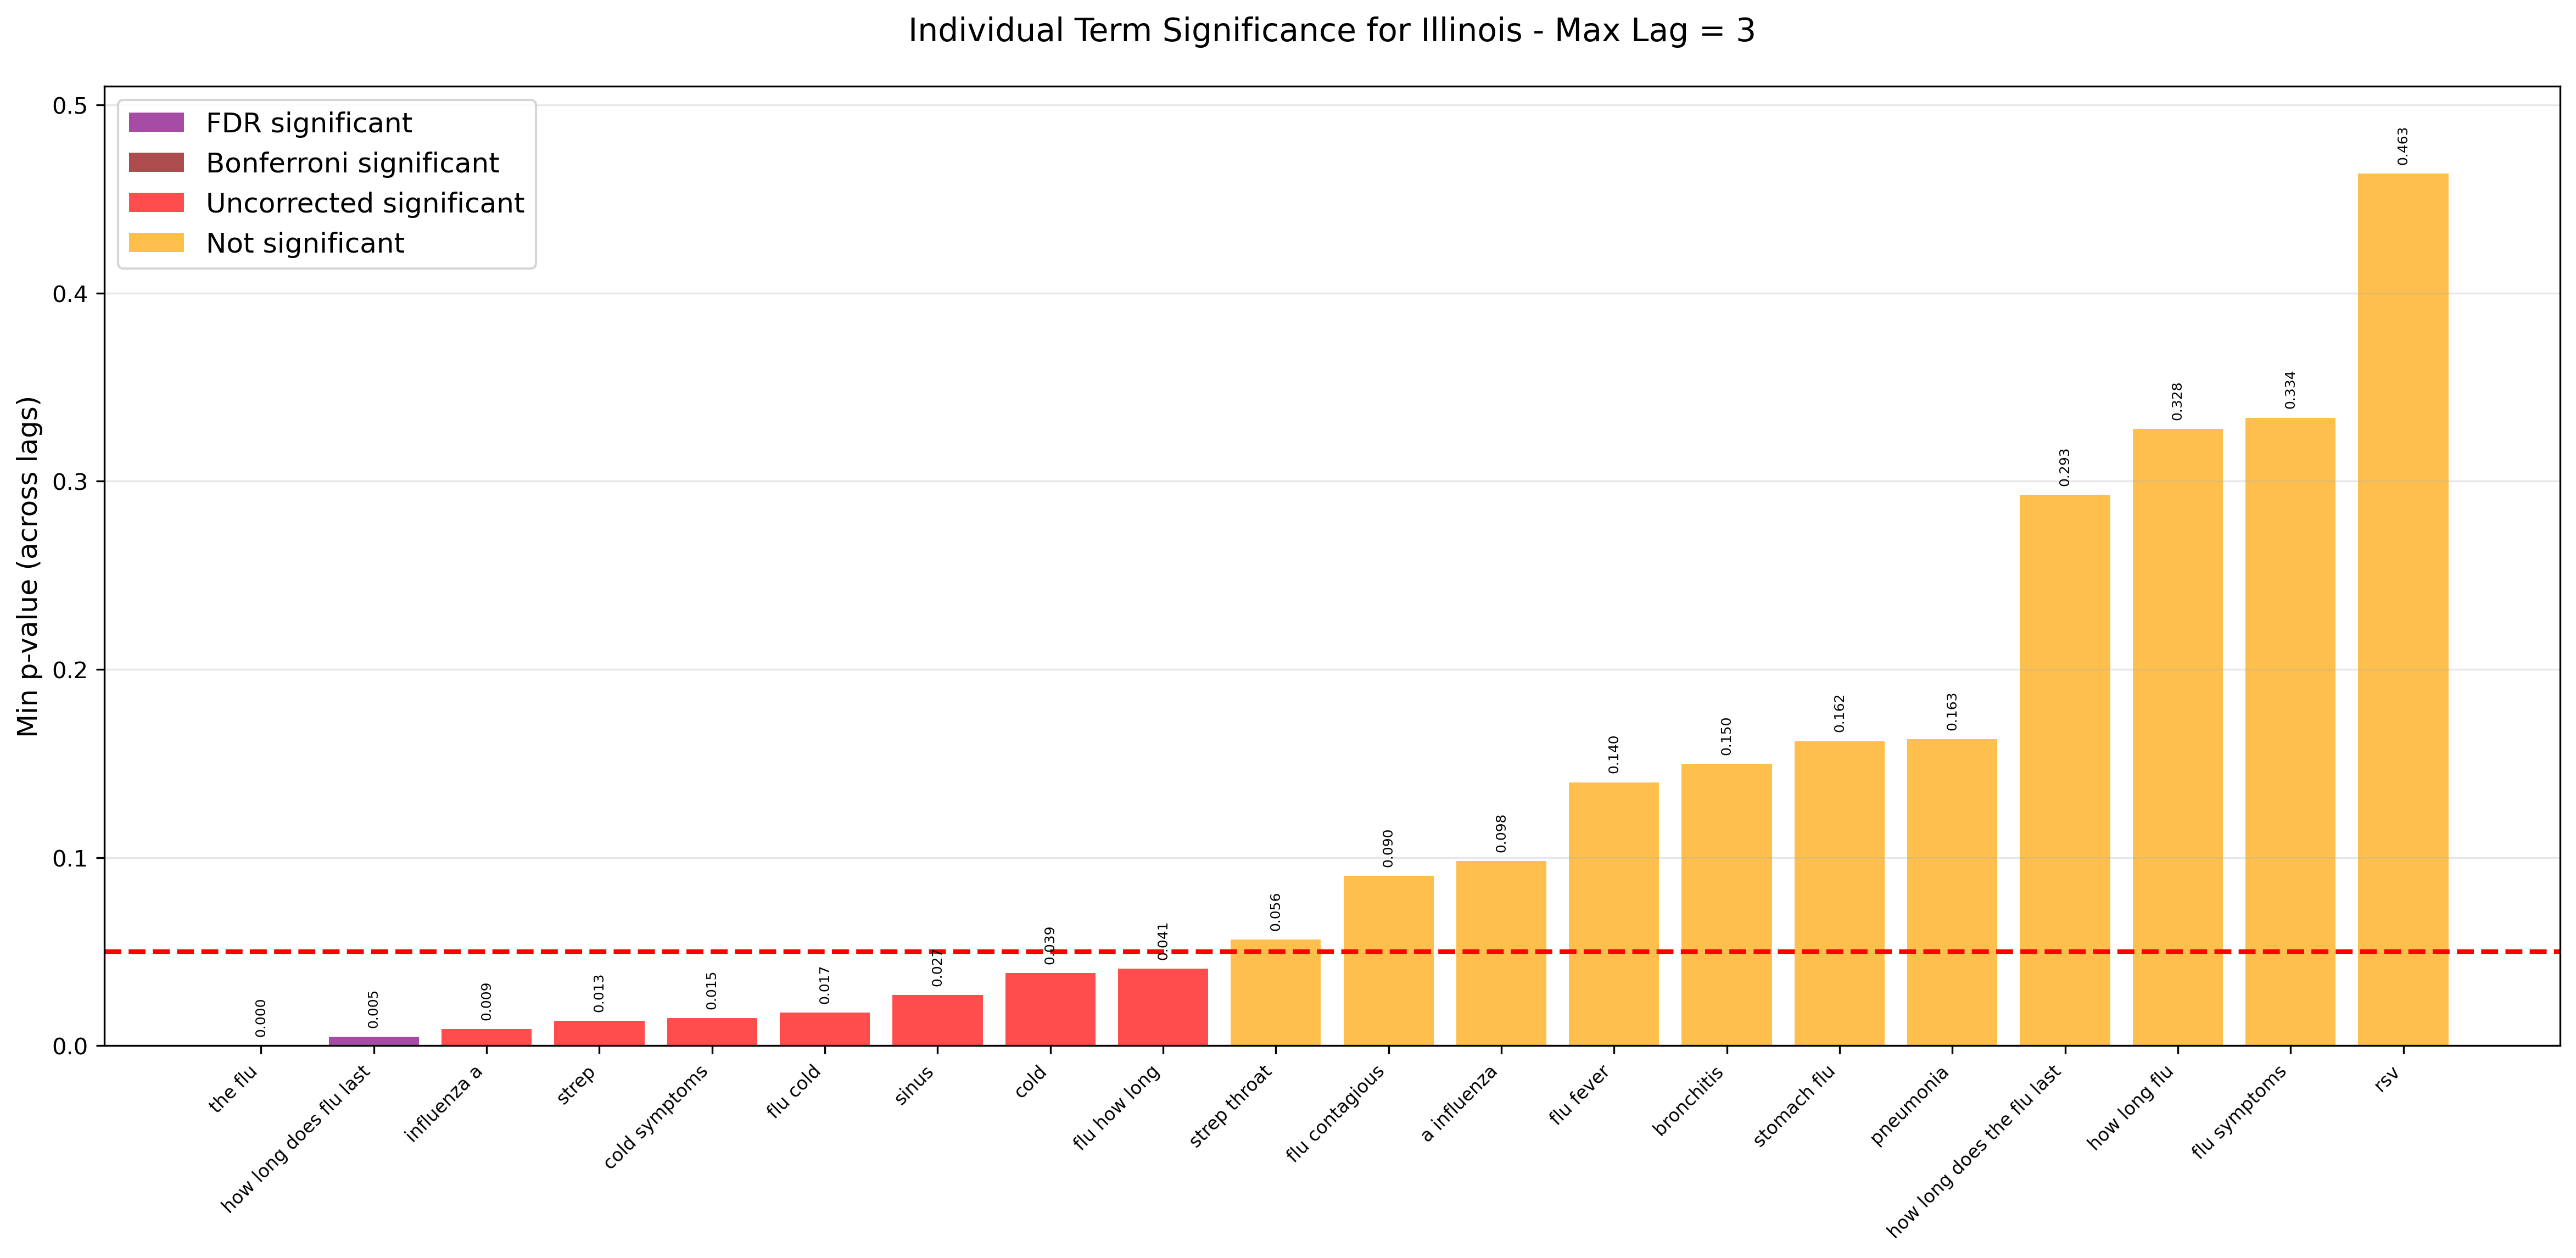 Individual Term Significance for Illinois - Max Lag = 3
FDR significant
Bonferroni significant
Uncorrected significant
Not significant
Min p-value (across lags)
0.5
0.4
0.3
0.2
0.1
0.0
0.000
0.005
0.009
0.013
0.015
0.017
0.027
0.039
0.041
0.056
0.090
0.098
0.140
0.150
0.162
0.163
0.293
0.328
0.334
0.463
the flu
how long does flu last
influenza a
strep
cold symptoms
flu cold
sinus
cold
flu how long
strep throat
flu contagious
a influenza
flu fever
bronchitis
stomach flu
pneumonia
how long does the flu last
how long flu
flu symptoms
rsv